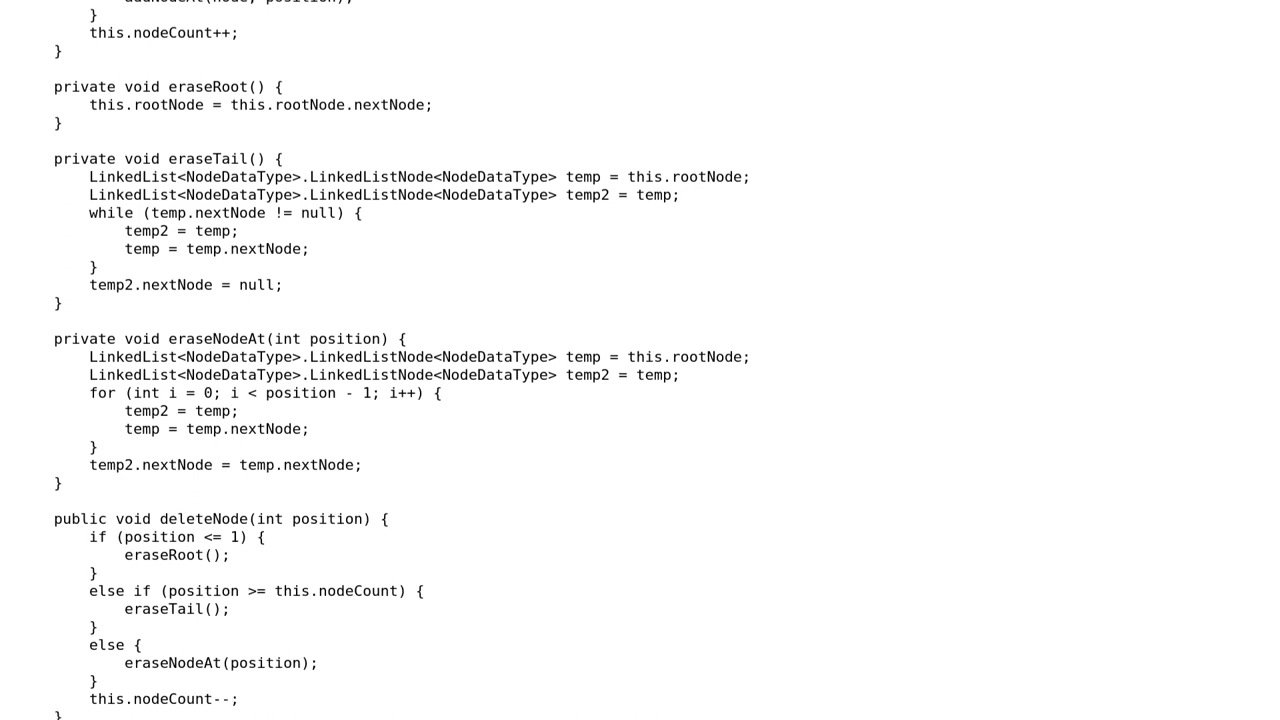 }
        this.nodeCount++;
    }

    private void eraseRoot() {
        this.rootNode = this.rootNode.nextNode;
    }

    private void eraseTail() {
        LinkedList<NodeDataType>.LinkedListNode<NodeDataType> temp = this.rootNode;
        LinkedList<NodeDataType>.LinkedListNode<NodeDataType> temp2 = temp;
        while (temp.nextNode != null) {
            temp2 = temp;
            temp = temp.nextNode;
        }
        temp2.nextNode = null;
    }

    private void eraseNodeAt(int position) {
        LinkedList<NodeDataType>.LinkedListNode<NodeDataType> temp = this.rootNode;
        LinkedList<NodeDataType>.LinkedListNode<NodeDataType> temp2 = temp;
        for (int i = 0; i < position - 1; i++) {
            temp2 = temp;
            temp = temp.nextNode;
        }
        temp2.nextNode = temp.nextNode;
    }

    public void deleteNode(int position) {
        if (position <= 1) {
            eraseRoot();
        }
        else if (position >= this.nodeCount) {
            eraseTail();
        }
        else {
            eraseNodeAt(position);
        }
        this.nodeCount--;
    }